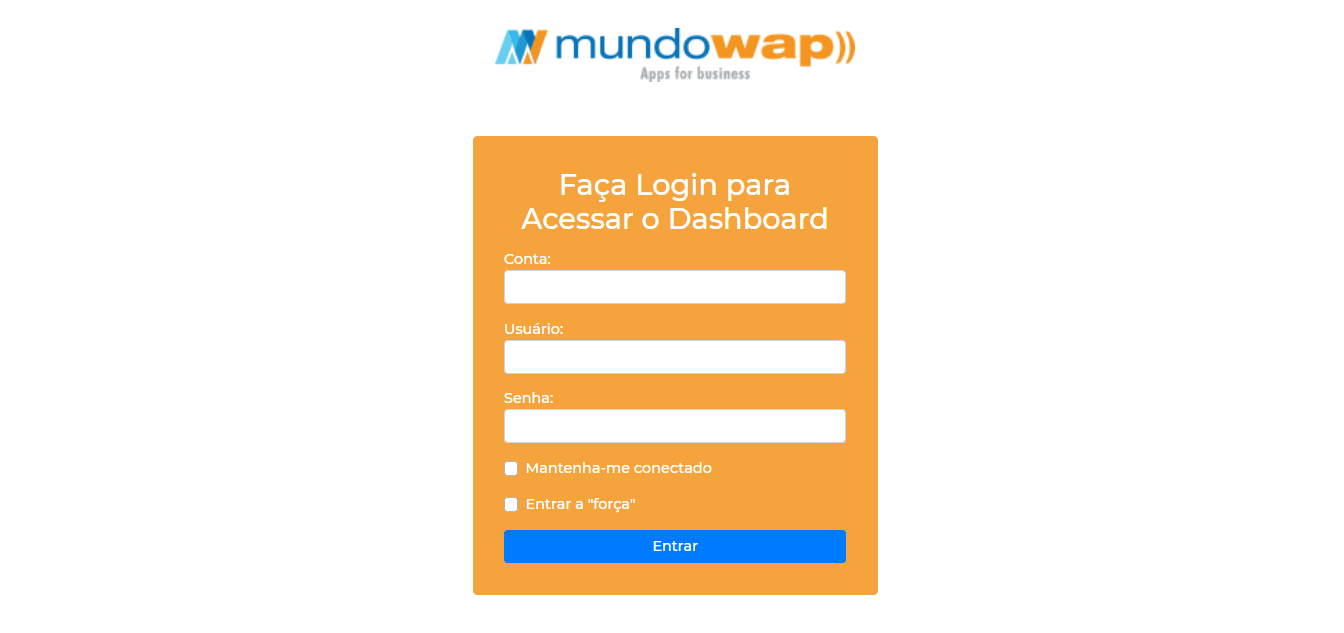 mundowap
Apps for business
Faça Login para
Acessar o Dashboard
Conta:
Usuário:
Senha:
Mantenha-me conectado
Entrar a "força"
Entrar